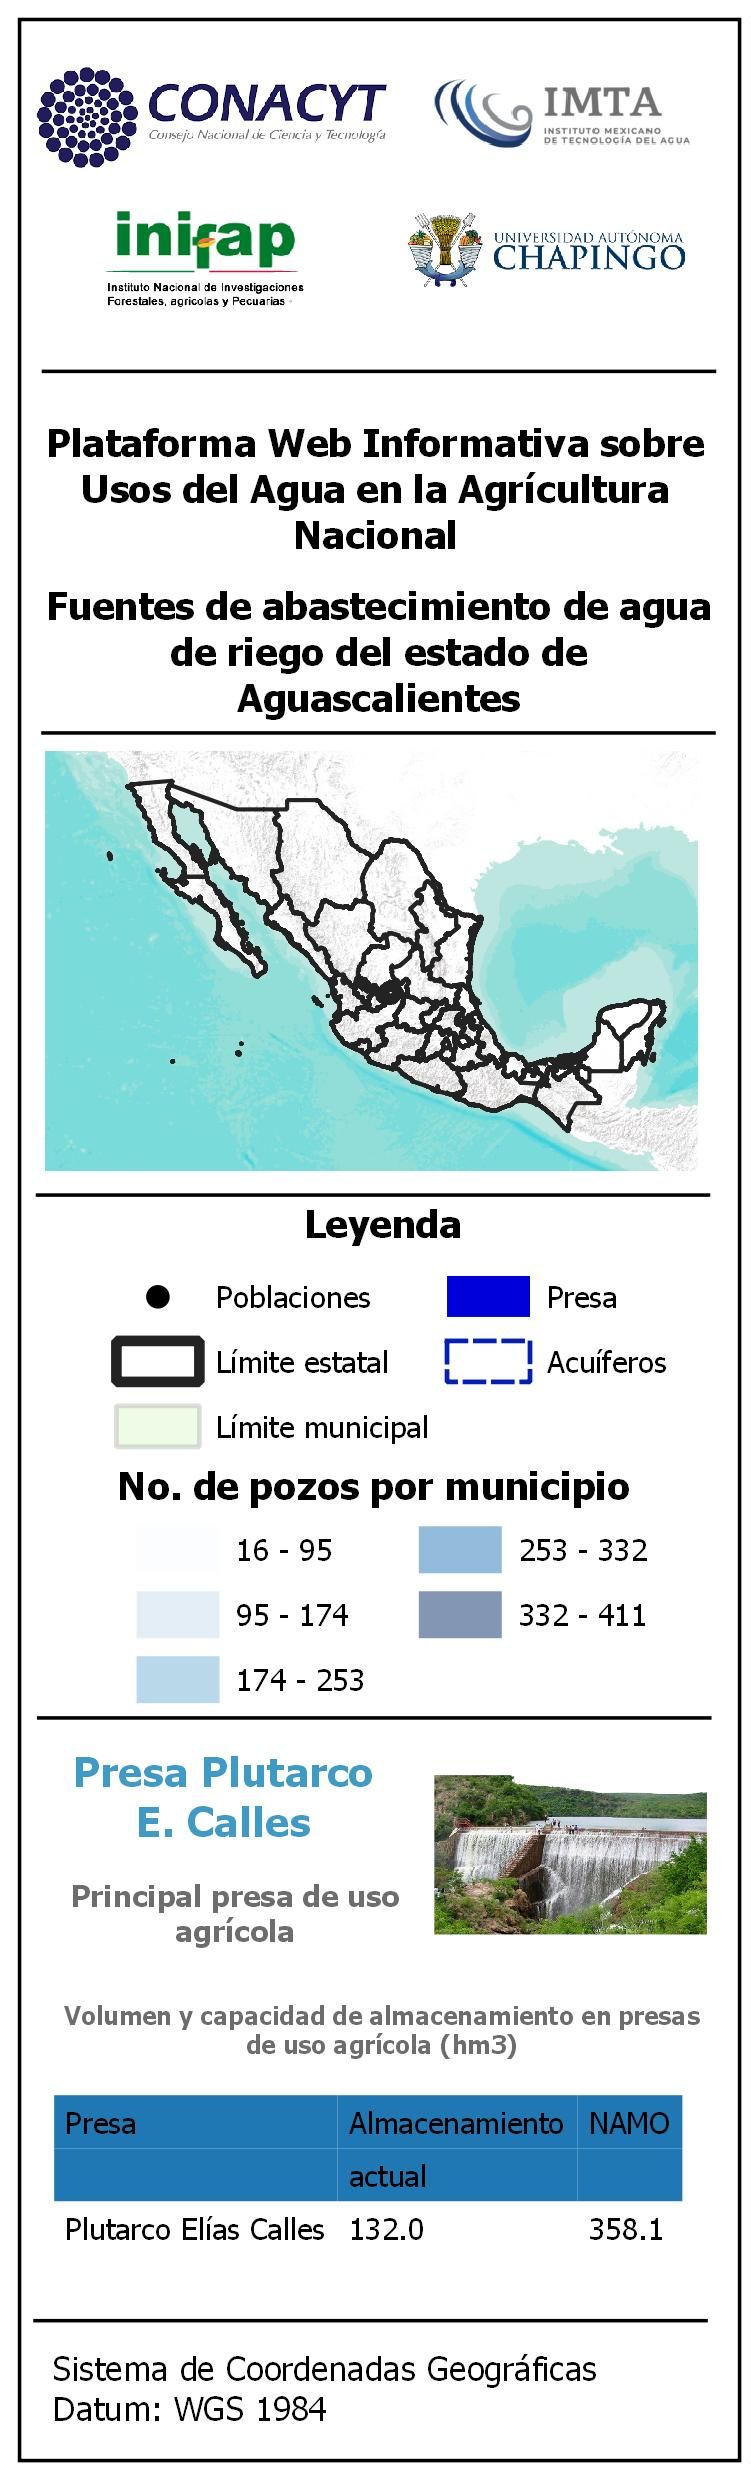 CONACYT
Consejo Nacional de Ciencia y Tecnología
IMTA
INSTITUTO MEXICANO
DE TECNOLOGÍA DEL AGUA
inifap
Instituto Nacional de Investigaciones
Forestales, agricolas y Pecuarias
UNIVERSIDAD AUTÓNOMA
CHAPINGO
Plataforma Web Informativa sobre
Usos del Agua en la Agrícultura
Nacional
Fuentes de abastecimiento de agua
de riego del estado de
Aguascalientes
Leyenda
Poblaciones
Presa
Límite estatal
Acuíferos
Límite municipal
No. de pozos por municipio
16 - 95
253 - 332
95 - 174
332 - 411
174 - 253
Presa Plutarco
E. Calles
Principal presa de uso
agrícola
Volumen y capacidad de almacenamiento en presas
de uso agrícola (hm3)
Presa Almacenamiento NAMO
actual
Plutarco Elías Calles 132.0 358.1
Sistema de Coordenadas Geográficas
Datum: WGS 1984